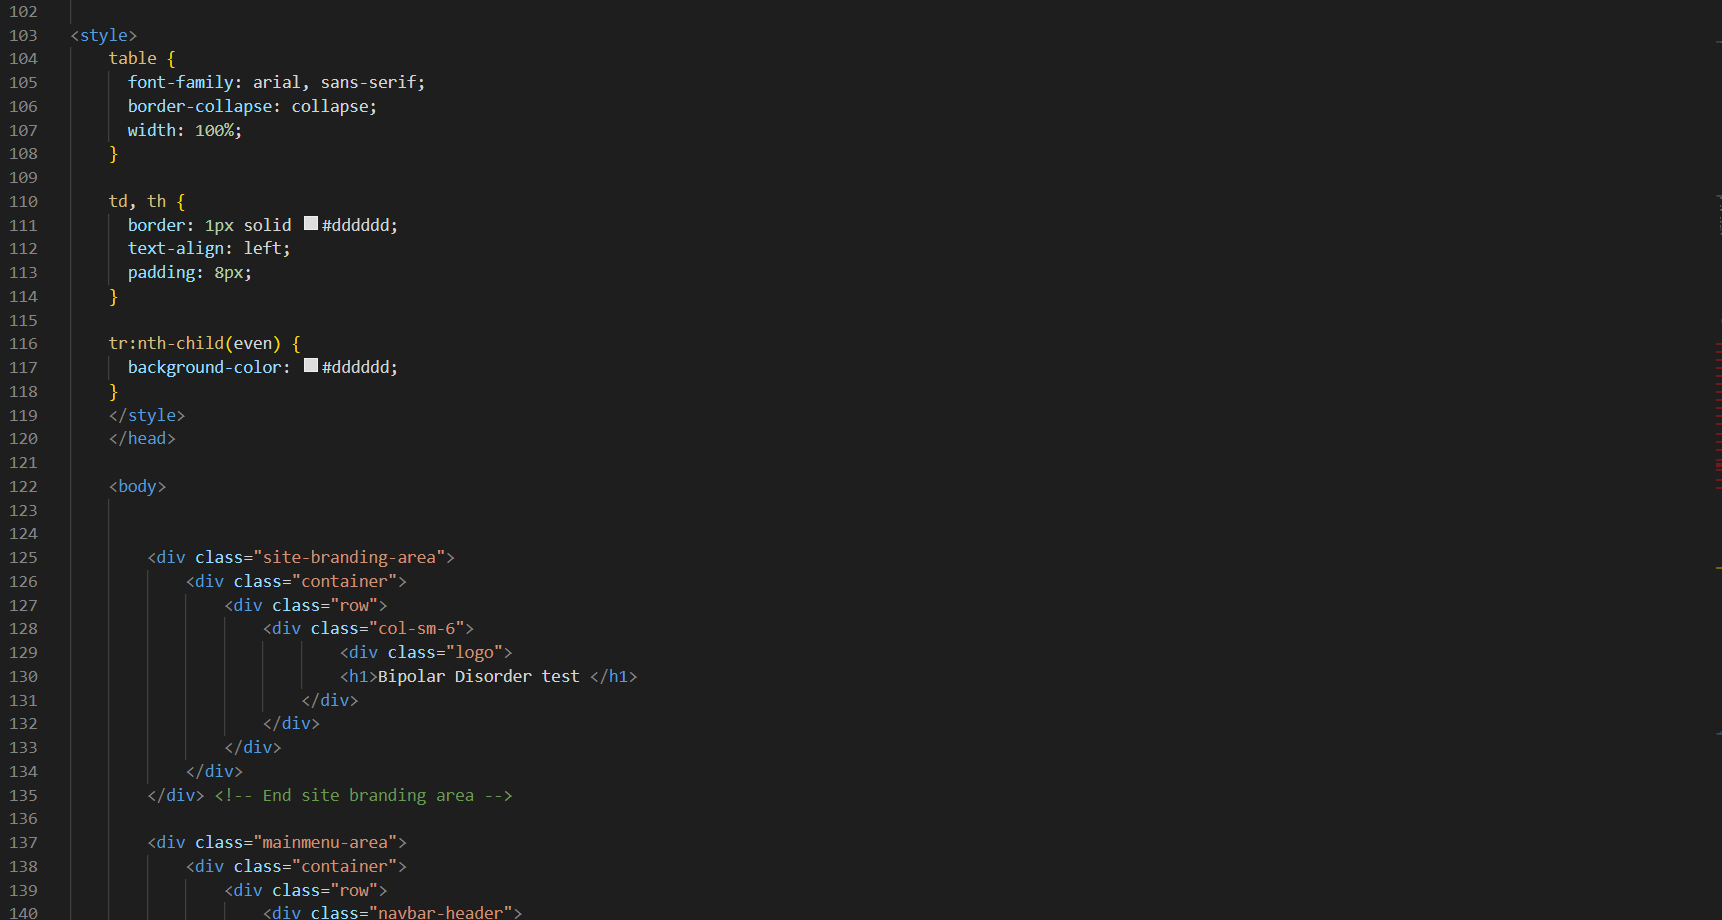 102
103 <style>
104 table {
105 font-family: arial, sans-serif;
106 border-collapse: collapse;
107 width: 100%;
108 }
109
110 td, th {
111 border: 1px solid #dddddd;
112 text-align: left;
113 padding: 8px;
114 }
115
116 tr:nth-child(even) {
117 background-color: #dddddd;
118 }
119 </style>
120 </head>
121
122 <body>
123
124
125 <div class="site-branding-area">
126 <div class="container">
127 <div class="row">
128 <div class="col-sm-6">
129 <div class="logo">
130 <h1>Bipolar Disorder test </h1>
131 </div>
132 </div>
133 </div>
134 </div>
135 </div> <!-- End site branding area -->
136
137 <div class="mainmenu-area">
138 <div class="container">
139 <div class="row">
140 <div class="navbar-header">